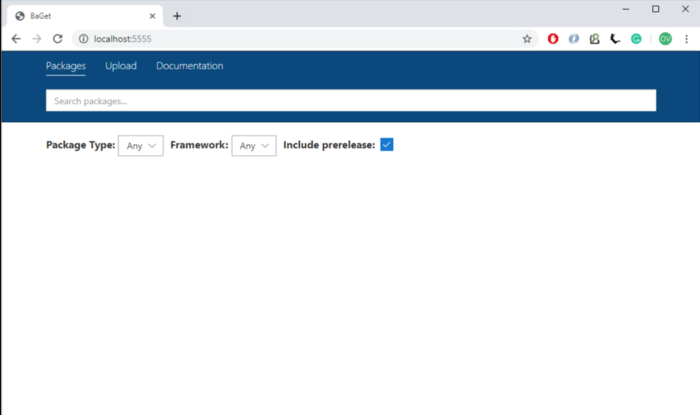 BaGet
localhost:5555
Packages Upload Documentation
Search packages...
Package Type: Any Framework: Any Include prerelease:
OV